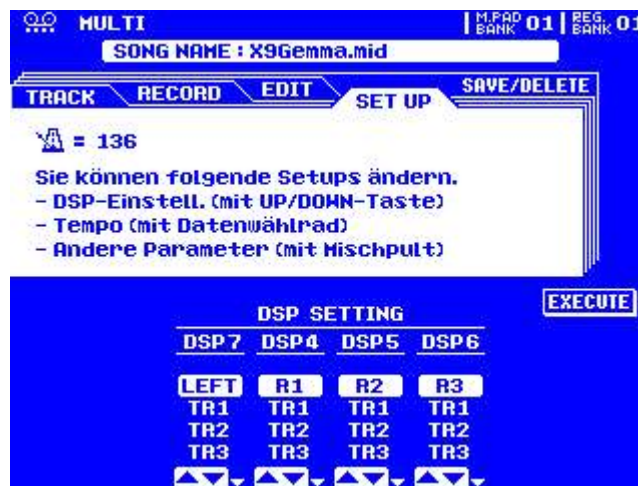 MULTI
M.PAD BANK 01 REG. BANK 01
SONG NAME : X9Gemma.mid
TRACK RECORD EDIT SET UP SAVE/DELETE
= 136
Sie können folgende Setups ändern.
- DSP-Einstell. (mit UP/DOWN-Taste)
- Tempo (mit Datenwählrad)
- Andere Parameter (mit Mischpult)
EXECUTE
DSP SETTING
DSP7 DSP4 DSP5 DSP6
LEFT R1 R2 R3
TR1 TR1 TR1 TR1
TR2 TR2 TR2 TR2
TR3 TR3 TR3 TR3